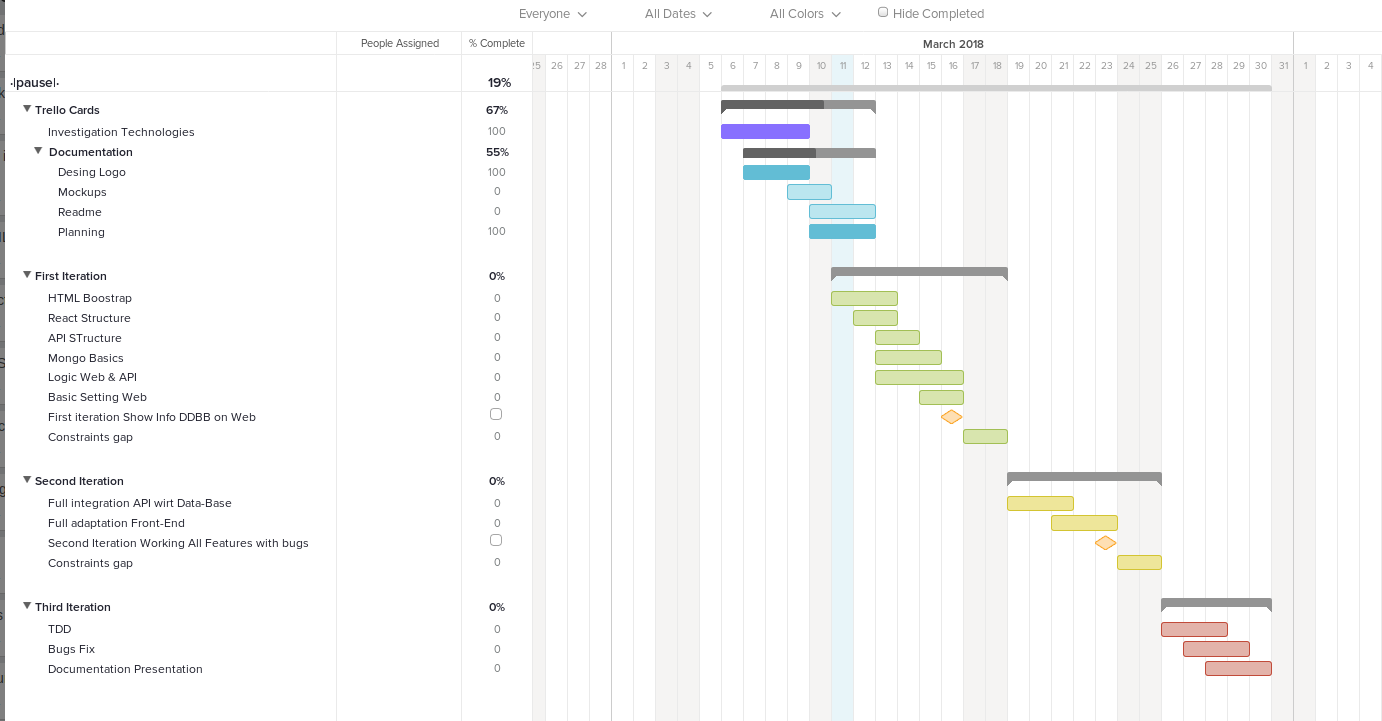 Everyone All Dates All Colors Hide Completed
People Assigned % Complete March 2018
25 26 27 28 1 2 3 4 5 6 7 8 9 10 11 12 13 14 15 16 17 18 19 20 21 22 23 24 25 26 27 28 29 30 31 1 2 3 4
·|pause|· 19%
Trello Cards 67%
Investigation Technologies 100
Documentation 55%
Desing Logo 100
Mockups 0
Readme 0
Planning 100
First Iteration 0%
HTML Boostrap 0
React Structure 0
API STructure 0
Mongo Basics 0
Logic Web & API 0
Basic Setting Web 0
First iteration Show Info DDBB on Web
Constraints gap 0
Second Iteration 0%
Full integration API wirt Data-Base 0
Full adaptation Front-End 0
Second Iteration Working All Features with bugs
Constraints gap 0
Third Iteration 0%
TDD 0
Bugs Fix 0
Documentation Presentation 0